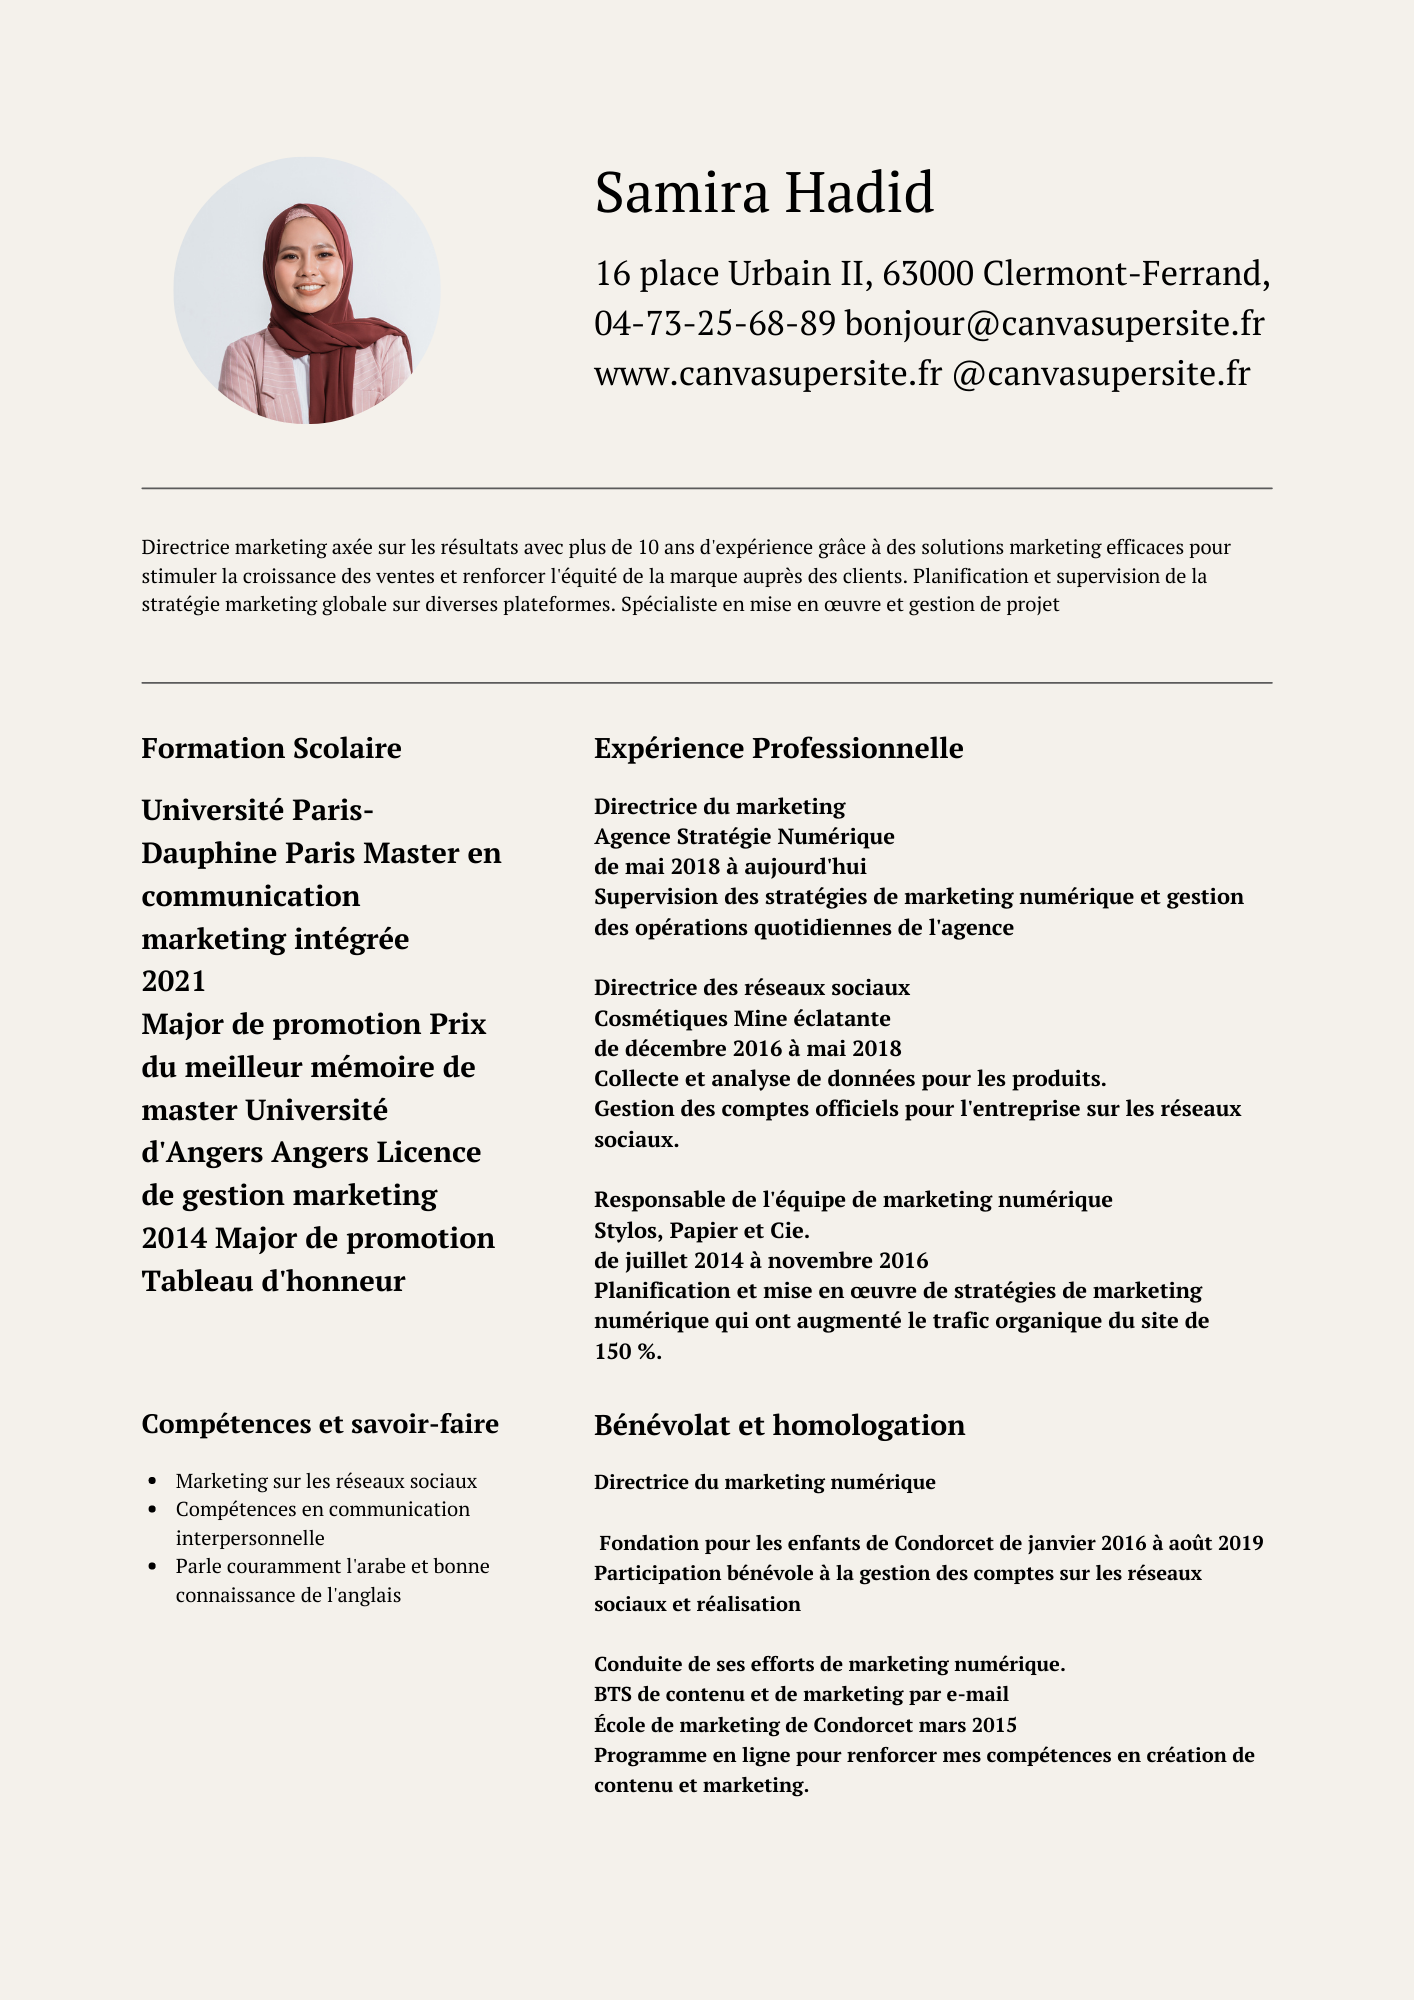 Samira Hadid
16 place Urbain II, 63000 Clermont-Ferrand,
04-73-25-68-89 bonjour@canvasupersite.fr
www.canvasupersite.fr @canvasupersite.fr
Directrice marketing axée sur les résultats avec plus de 10 ans d'expérience grâce à des solutions marketing efficaces pour
stimuler la croissance des ventes et renforcer l'équité de la marque auprès des clients. Planification et supervision de la
stratégie marketing globale sur diverses plateformes. Spécialiste en mise en œuvre et gestion de projet
Formation Scolaire
Université Paris-
Dauphine Paris Master en
communication
marketing intégrée
2021
Major de promotion Prix
du meilleur mémoire de
master Université
d'Angers Angers Licence
de gestion marketing
2014 Major de promotion
Tableau d'honneur
Expérience Professionnelle
Directrice du marketing
Agence Stratégie Numérique
de mai 2018 à aujourd'hui
Supervision des stratégies de marketing numérique et gestion
des opérations quotidiennes de l'agence
Directrice des réseaux sociaux
Cosmétiques Mine éclatante
de décembre 2016 à mai 2018
Collecte et analyse de données pour les produits.
Gestion des comptes officiels pour l'entreprise sur les réseaux
sociaux.
Responsable de l'équipe de marketing numérique
Stylos, Papier et Cie.
de juillet 2014 à novembre 2016
Planification et mise en œuvre de stratégies de marketing
numérique qui ont augmenté le trafic organique du site de
150 %.
Compétences et savoir-faire
• Marketing sur les réseaux sociaux
• Compétences en communication
interpersonnelle
• Parle couramment l'arabe et bonne
connaissance de l'anglais
Bénévolat et homologation
Directrice du marketing numérique
Fondation pour les enfants de Condorcet de janvier 2016 à août 2019
Participation bénévole à la gestion des comptes sur les réseaux
sociaux et réalisation
Conduite de ses efforts de marketing numérique.
BTS de contenu et de marketing par e-mail
École de marketing de Condorcet mars 2015
Programme en ligne pour renforcer mes compétences en création de
contenu et marketing.